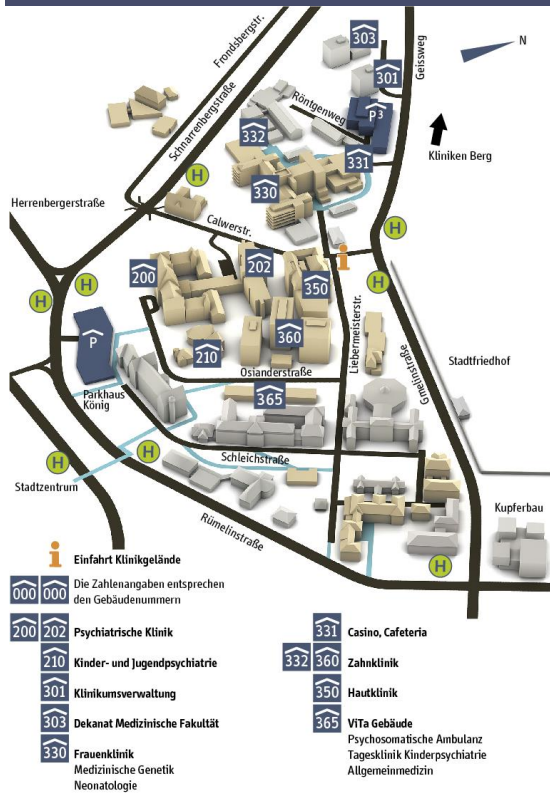 Frondsbergstr.
Schnarrenbergstraße
303
Geissweg
N
301
Röntgenweg
P3
332
Kliniken Berg
331
H
330
Herrenbergerstraße
Calwerstr.
H
200
202
i
350
H
H
H
360
Liebermeisterstr.
P
210
Gmelinstraße
Stadtfriedhof
Osianderstraße
Parkhaus
König
365
H
H
Schleichstraße
Stadtzentrum
Kupferbau
Rümelinstraße
H
i Einfahrt Klinikgelände
000 000 Die Zahlenangaben entsprechen
den Gebäudenummern
200 202 Psychiatrische Klinik
210 Kinder- und Jugendpsychiatrie
301 Klinikumsverwaltung
303 Dekanat Medizinische Fakultät
330 Frauenklinik
Medizinische Genetik
Neonatologie
331 Casino, Cafeteria
332 360 Zahnklinik
350 Hautklinik
365 ViTa Gebäude
Psychosomatische Ambulanz
Tagesklinik Kinderpsychiatrie
Allgemeinmedizin